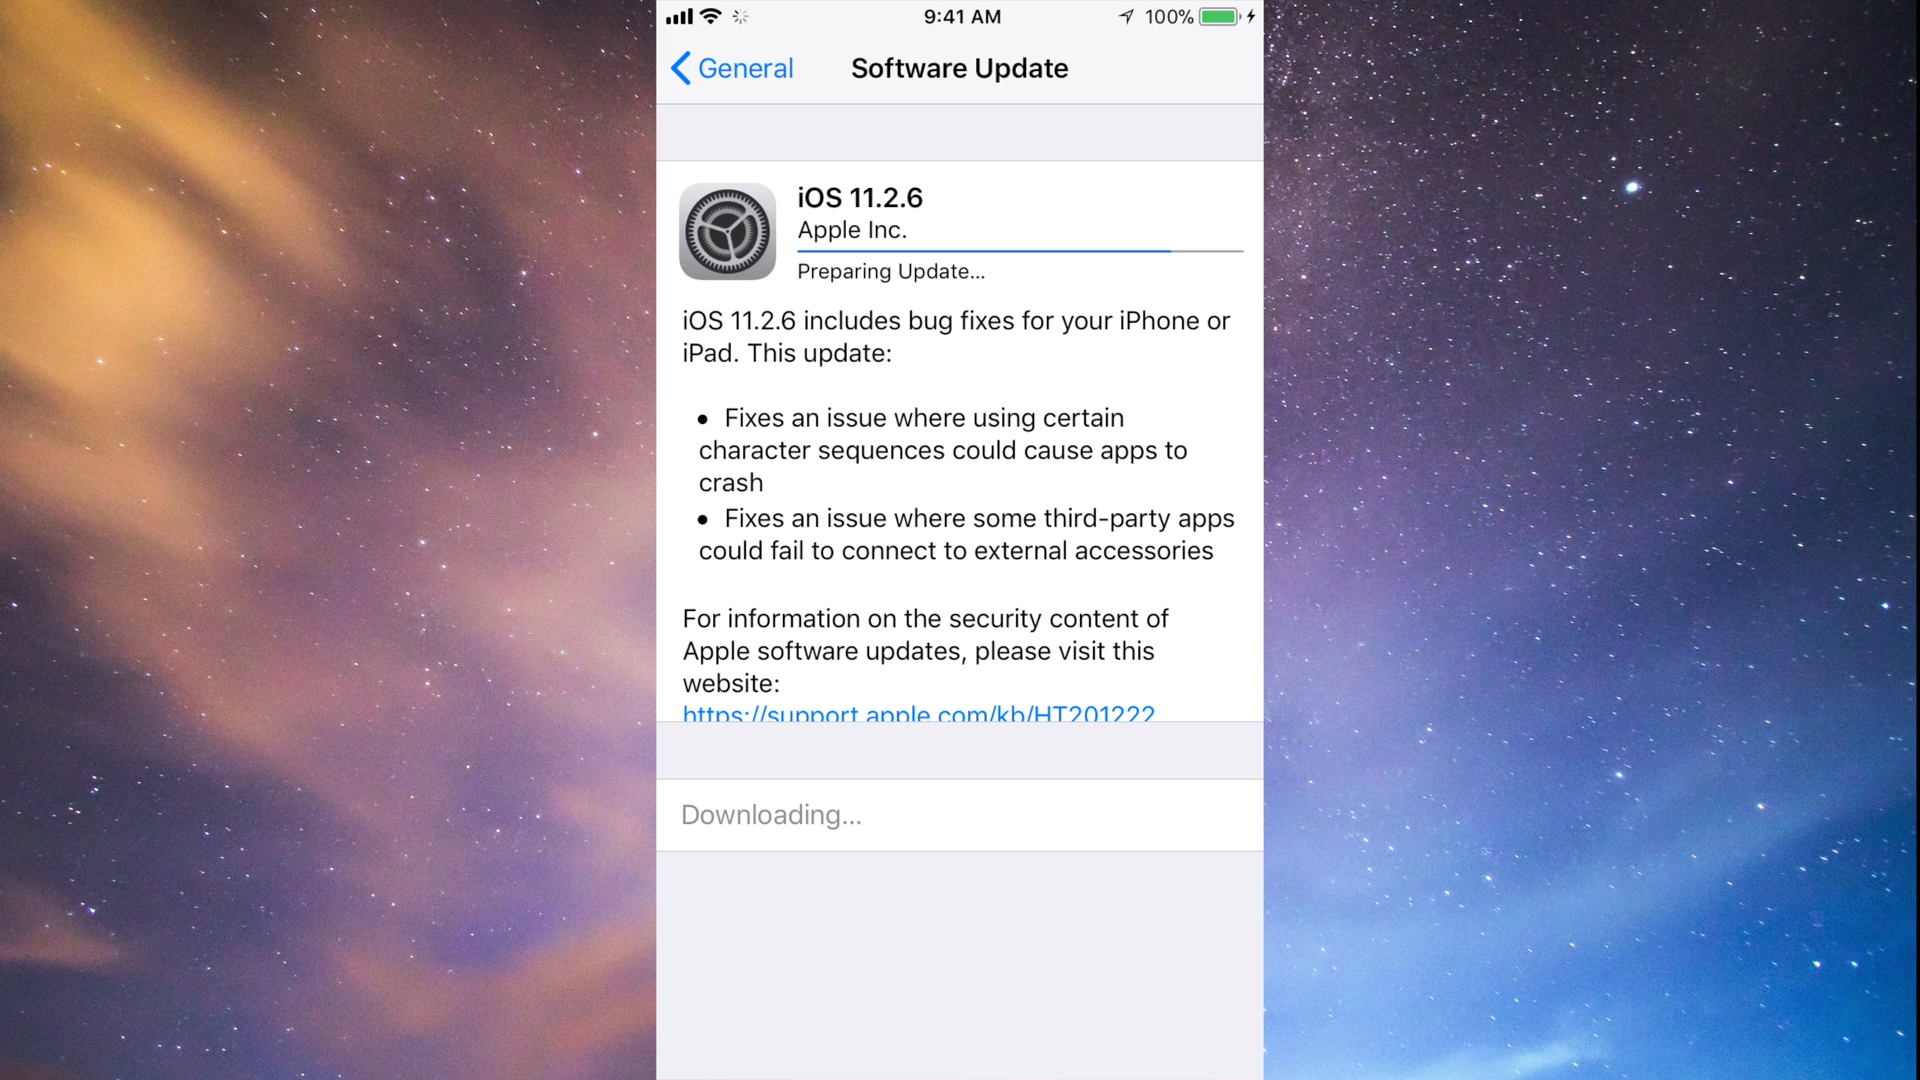 9:41 AM
100%
General
Software Update
iOS 11.2.6
Apple Inc.
Preparing Update...
iOS 11.2.6 includes bug fixes for your iPhone or
iPad. This update:
• Fixes an issue where using certain
character sequences could cause apps to
crash
• Fixes an issue where some third-party apps
could fail to connect to external accessories
For information on the security content of
Apple software updates, please visit this
website:
https://support.apple.com/kb/HT201222
Downloading...